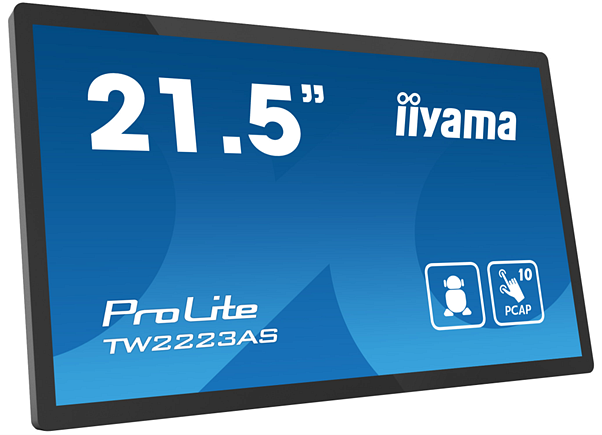 21.5”
iiyama
ProLite
TW2223AS
10
PCAP